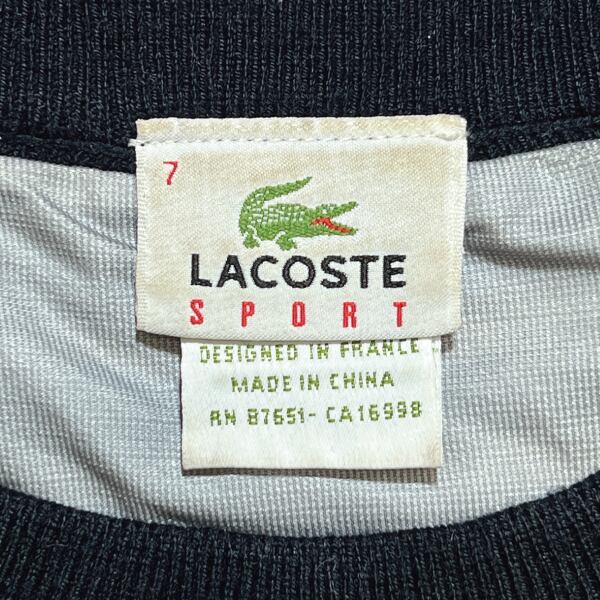 7
LACOSTE
SPORT
DESIGNED IN FRANCE
MADE IN CHINA
RN 87651- CA16998